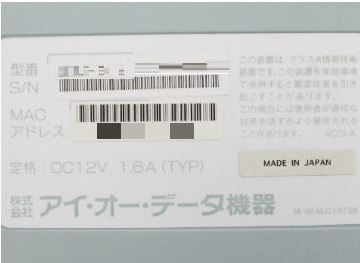 型番
S/N
MAC
アドレス
定格：DC12V 1.6A (TYP)
この装置は、クラスA情報技術
装置です。この装置を家庭環境
で使用すると電波妨害を引き
起こすことがあります。
この場合には使用者が適切な
対策を講ずるよう要求される
ことがあります。 VCCI-A
MADE IN JAPAN
株式会社 アイ・オー・データ機器